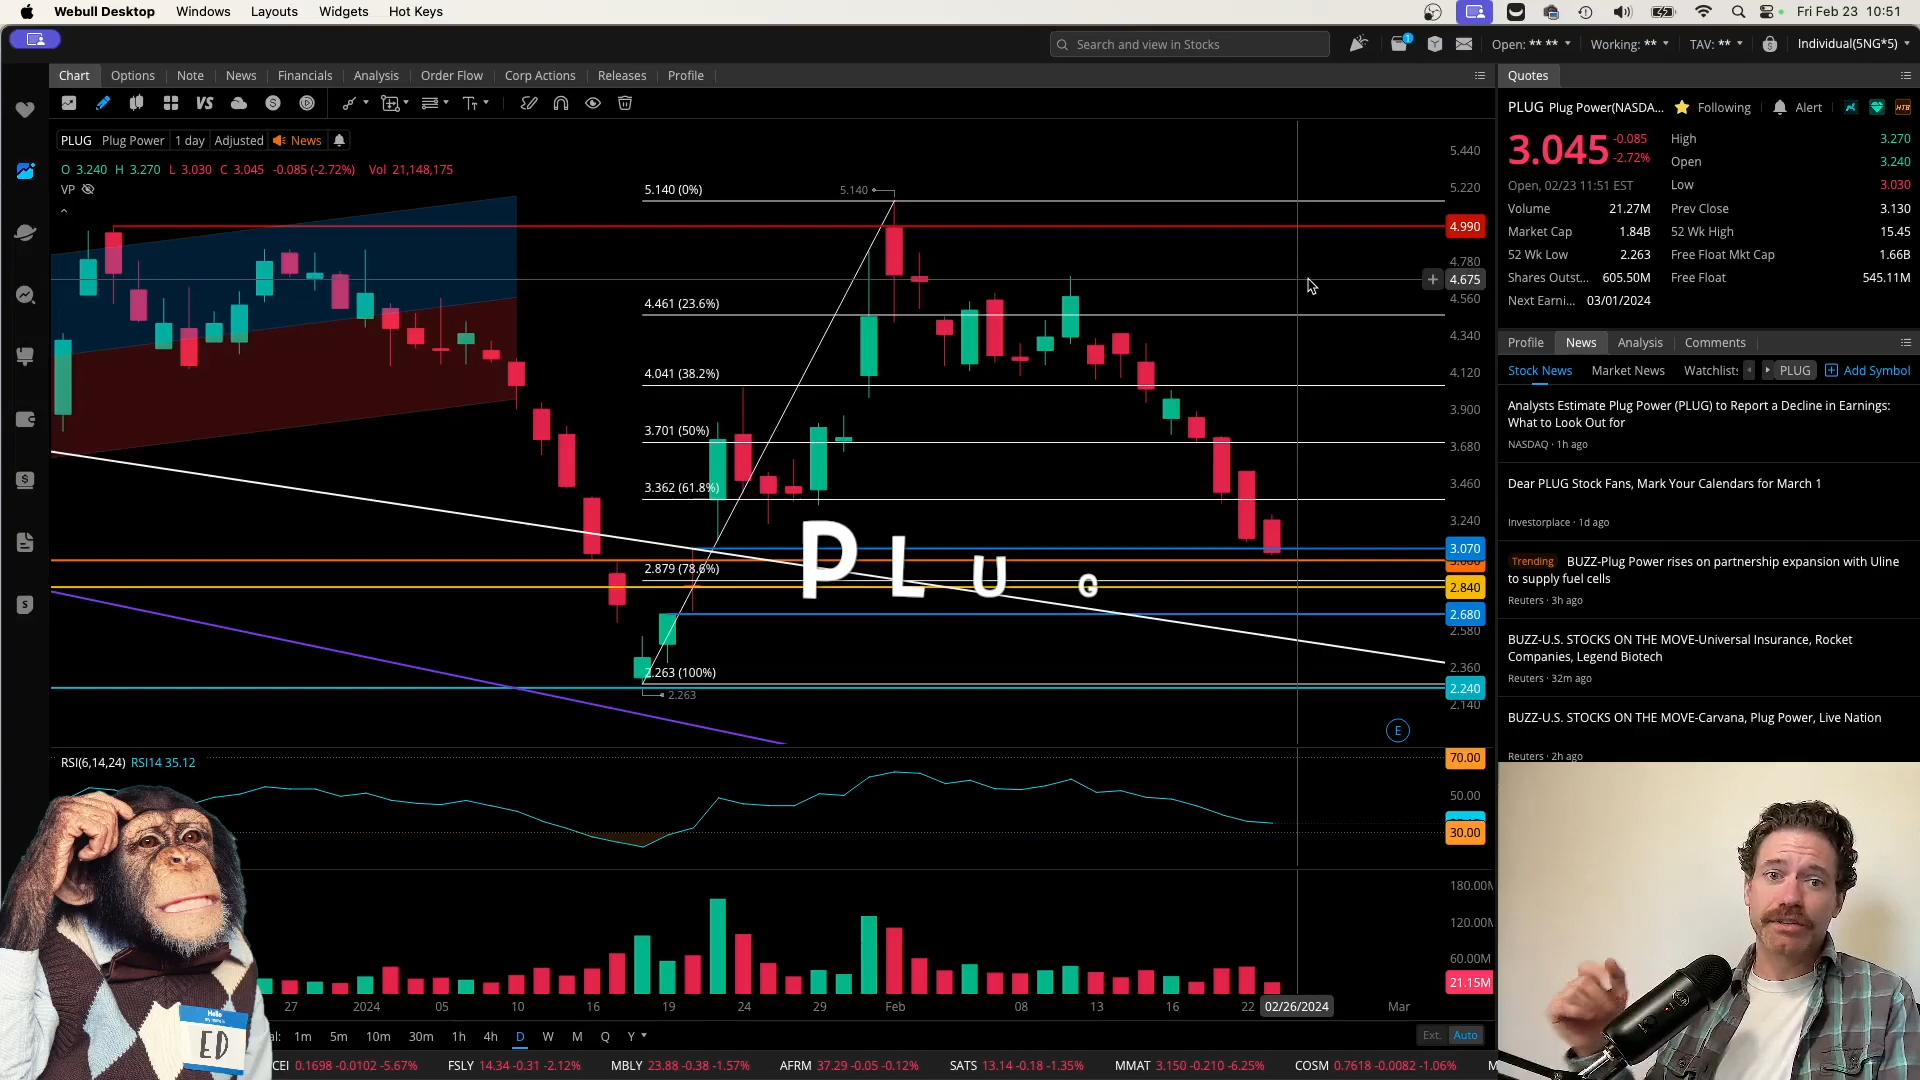 Webull Desktop Windows Layouts Widgets Hot Keys
Fri Feb 23 10:51
Search and view in Stocks
1
Open: ** ** Working: ** TAV: ** Individual(5NG*5)
Chart Options Note News Financials Analysis Order Flow Corp Actions Releases Profile
VS
PLUG Plug Power 1 day Adjusted News
O 3.240 H 3.270 L 3.030 C 3.045 -0.085 (-2.72%) Vol 21,148,175
VP
5.140 (0%)
5.140
4.461 (23.6%)
4.041 (38.2%)
3.701 (50%)
3.362 (61.8%)
2.879 (78.6%)
2.263 (100%)
2.263
PLUG
E
5.440
5.220
4.990
4.780
4.675
4.560
4.340
4.120
3.900
3.680
3.460
3.240
3.070
2.840
2.680
2.580
2.360
2.240
2.140
RSI(6,14,24) RSI14 35.12
70.00
50.00
30.00
180.00M
120.00M
60.00M
21.15M
27 2024 05 10 16 19 24 29 Feb 08 13 16 22 02/26/2024 Mar
1m 5m 10m 30m 1h 4h D W M Q Y
Ext. Auto
CEI 0.1698 -0.0102 -5.67% FSLY 14.34 -0.31 -2.12% MBLY 23.88 -0.38 -1.57% AFRM 37.29 -0.05 -0.12% SATS 13.14 -0.18 -1.35% MMAT 3.150 -0.210 -6.25% COSM 0.7618 -0.0082 -1.06%
Hello
ED
Quotes
PLUG Plug Power(NASDA... Following Alert HTB
3.045 -0.085
-2.72%
High 3.270
Open 3.240
Open, 02/23 11:51 EST Low 3.030
Volume 21.27M Prev Close 3.130
Market Cap 1.84B 52 Wk High 15.45
52 Wk Low 2.263 Free Float Mkt Cap 1.66B
Shares Outst... 605.50M Free Float 545.11M
Next Earni... 03/01/2024
Profile News Analysis Comments
Stock News Market News Watchlists PLUG Add Symbol
Analysts Estimate Plug Power (PLUG) to Report a Decline in Earnings:
What to Look Out for
NASDAQ · 1h ago
Dear PLUG Stock Fans, Mark Your Calendars for March 1
Investorplace · 1d ago
Trending BUZZ-Plug Power rises on partnership expansion with Uline
to supply fuel cells
Reuters · 3h ago
BUZZ-U.S. STOCKS ON THE MOVE-Universal Insurance, Rocket
Companies, Legend Biotech
Reuters · 32m ago
BUZZ-U.S. STOCKS ON THE MOVE-Carvana, Plug Power, Live Nation
Reuters · 2h ago